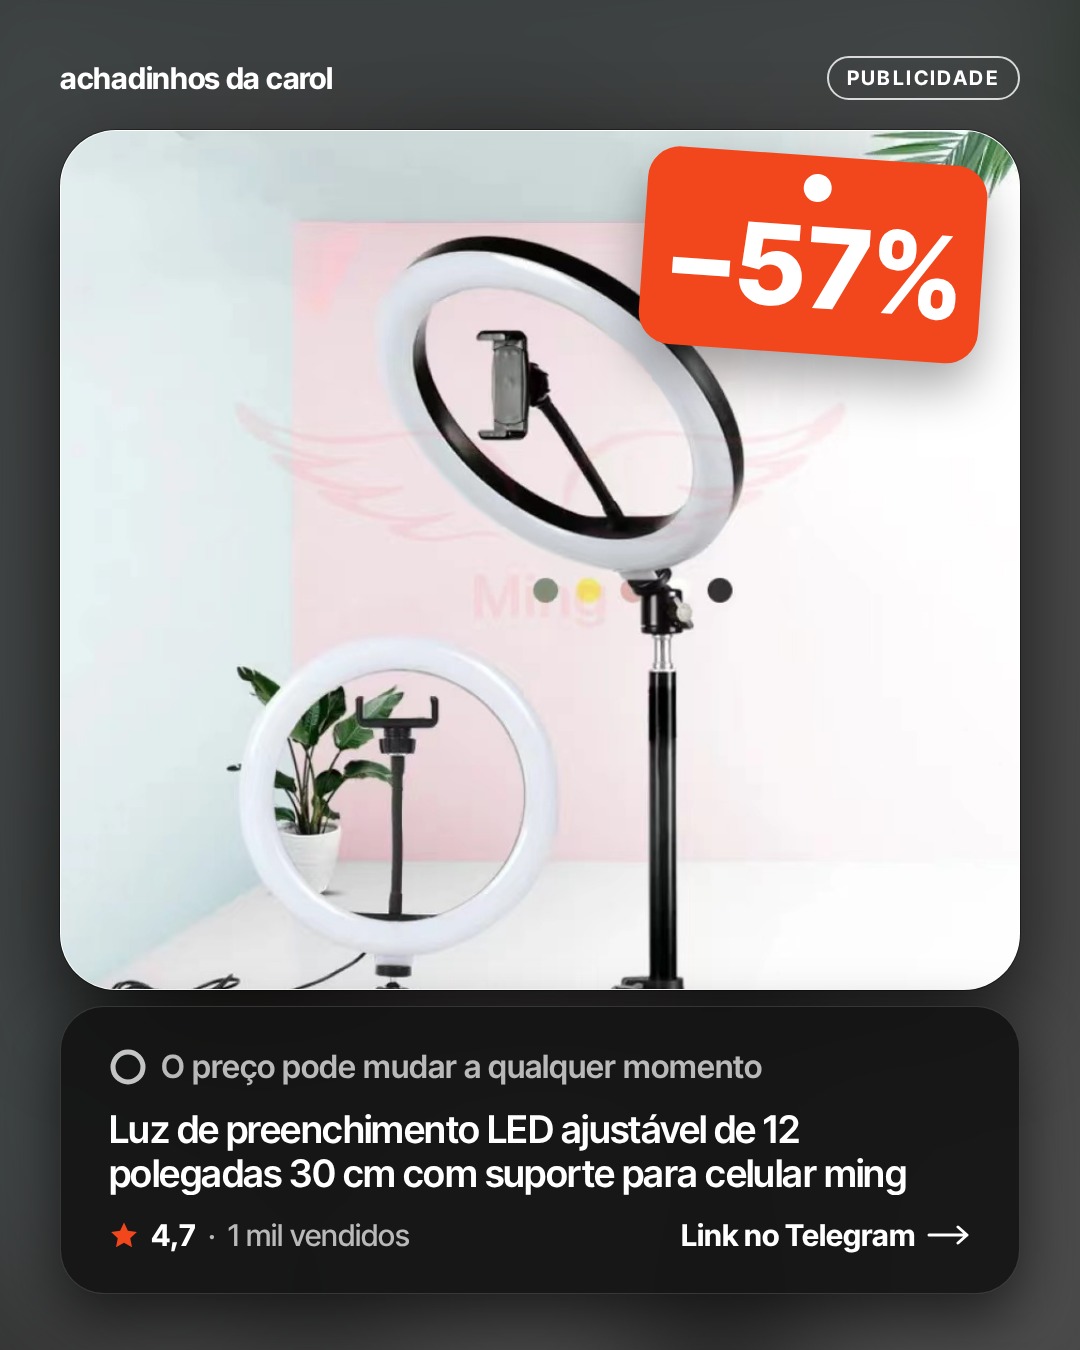 achadinhos da carol
PUBLICIDADE
-57%
Ming
O preço pode mudar a qualquer momento
Luz de preenchimento LED ajustável de 12
polegadas 30 cm com suporte para celular ming
4,7 · 1 mil vendidos
Link no Telegram →